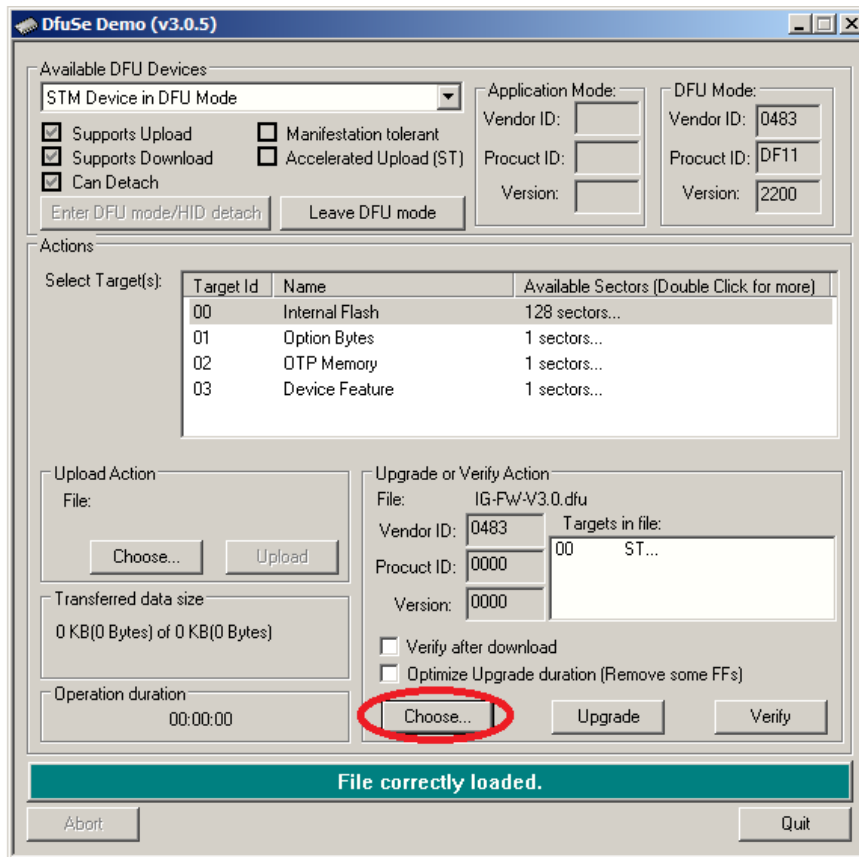 DfuSe Demo (v3.0.5)
Available DFU Devices
STM Device in DFU Mode
Supports Upload
Manifestation tolerant
Supports Download
Accelerated Upload (ST)
Can Detach
Enter DFU mode/HID detach
Leave DFU mode
Application Mode:
Vendor ID:
Procuct ID:
Version:
DFU Mode:
Vendor ID: 0483
Procuct ID: DF11
Version: 2200
Actions
Select Target(s):
Target Id Name Available Sectors (Double Click for more)
00 Internal Flash 128 sectors...
01 Option Bytes 1 sectors...
02 OTP Memory 1 sectors...
03 Device Feature 1 sectors...
Upload Action
File:
Choose...
Upload
Transferred data size
0 KB(0 Bytes) of 0 KB(0 Bytes)
Operation duration
00:00:00
Upgrade or Verify Action
File: IG-FW-V3.0.dfu
Vendor ID: 0483
Procuct ID: 0000
Version: 0000
Targets in file:
00 ST...
Verify after download
Optimize Upgrade duration (Remove some FFs)
Choose...
Upgrade
Verify
File correctly loaded.
Abort
Quit